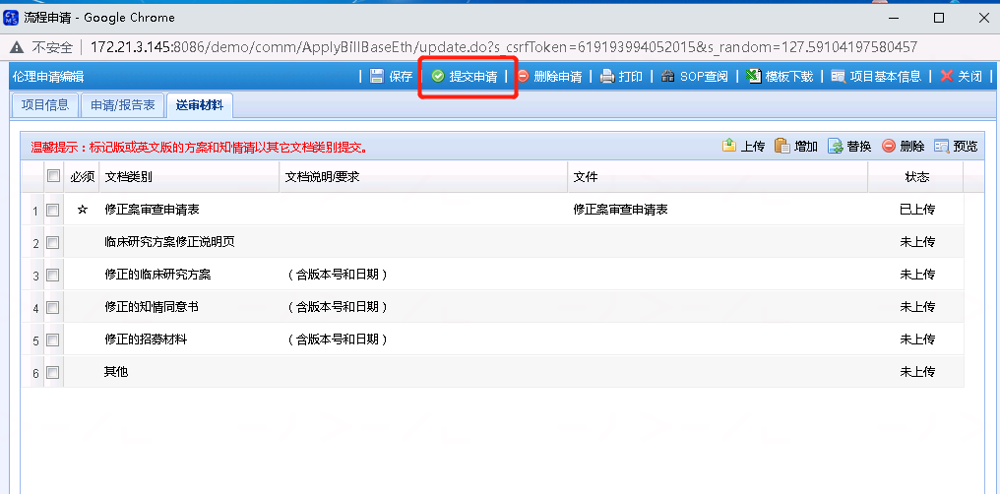 流程申请 - Google Chrome
不安全 | 172.21.3.145:8086/demo/comm/ApplyBillBaseEth/update.do?s_csrfToken=619193994052015&s_random=127.59104197580457
伦理申请编辑 | 保存 | 提交申请 | 删除申请 | 打印 | SOP查阅 | 模板下载 | 项目基本信息 | 关闭 |
项目信息 申请/报告表 送审材料
温馨提示：标记版或英文版的方案和知情请以其它文档类别提交。 上传 增加 替换 删除 预览
必须 文档类别 文档说明/要求 文件 状态
1 ☆ 修正案审查申请表 修正案审查申请表 已上传
2 临床研究方案修正说明页 未上传
3 修正的临床研究方案 （含版本号和日期） 未上传
4 修正的知情同意书 （含版本号和日期） 未上传
5 修正的招募材料 （含版本号和日期） 未上传
6 其他 未上传